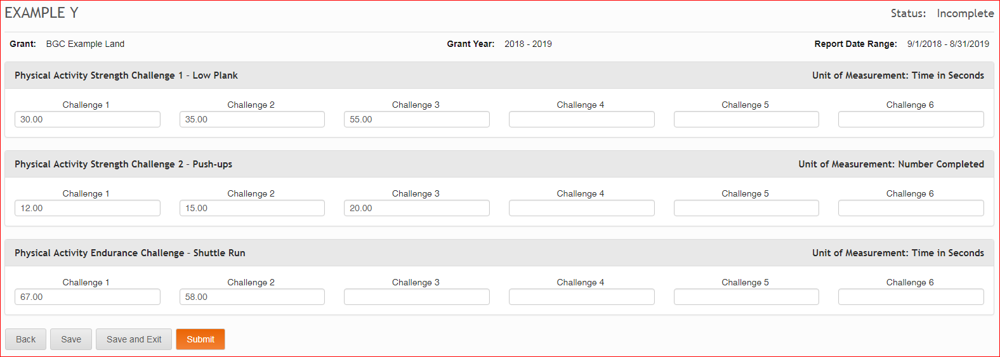 EXAMPLE Y Status: Incomplete
Grant: BGC Example Land Grant Year: 2018 - 2019 Report Date Range: 9/1/2018 - 8/31/2019
Physical Activity Strength Challenge 1 - Low Plank Unit of Measurement: Time in Seconds
Challenge 1 Challenge 2 Challenge 3 Challenge 4 Challenge 5 Challenge 6
30.00 35.00 55.00
Physical Activity Strength Challenge 2 - Push-ups Unit of Measurement: Number Completed
Challenge 1 Challenge 2 Challenge 3 Challenge 4 Challenge 5 Challenge 6
12.00 15.00 20.00
Physical Activity Endurance Challenge - Shuttle Run Unit of Measurement: Time in Seconds
Challenge 1 Challenge 2 Challenge 3 Challenge 4 Challenge 5 Challenge 6
67.00 58.00
Back Save Save and Exit Submit